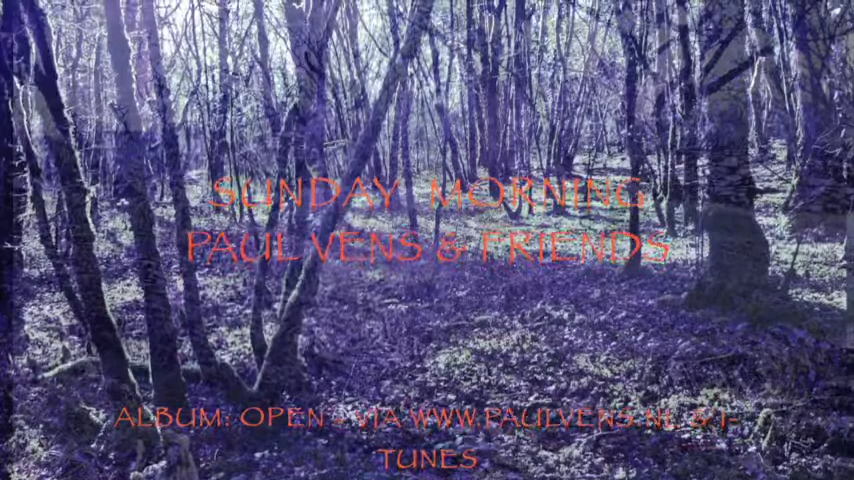 SUNDAY MORNING
PAUL VENS & FRIENDS
ALBUM: OPEN - VIA WWW.PAULVENS.NL & I-
TUNES